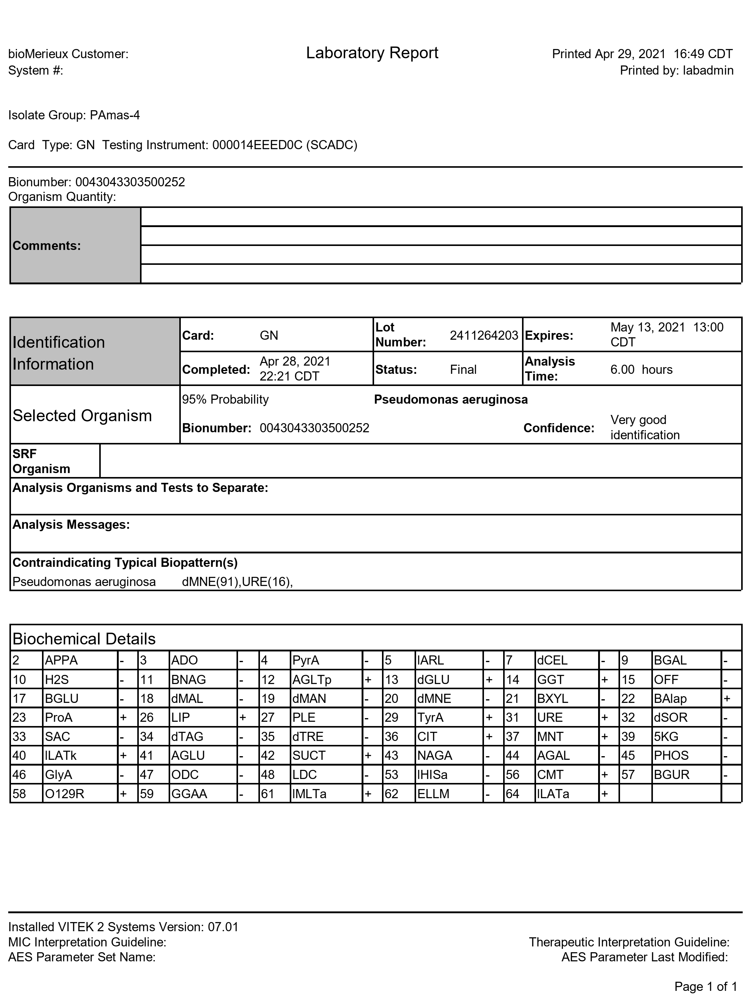 bioMerieux Customer:
Laboratory Report
Printed Apr 29, 2021 16:49 CDT
System #:
Printed by: labadmin
Isolate Group: PAmas-4
Card Type: GN Testing Instrument: 000014EEED0C (SCADC)
Bionumber: 0043043303500252
Organism Quantity:
Comments:
Identification
Information
Card: GN
Lot
Number: 2411264203
Expires: May 13, 2021 13:00
CDT
Completed: Apr 28, 2021
22:21 CDT
Status: Final
Analysis
Time: 6.00 hours
Selected Organism
95% Probability Pseudomonas aeruginosa
Bionumber: 0043043303500252
Confidence: Very good
identification
SRF
Organism
Analysis Organisms and Tests to Separate:
Analysis Messages:
Contraindicating Typical Biopattern(s)
Pseudomonas aeruginosa dMNE(91),URE(16),
Biochemical Details
2 APPA - 3 ADO - 4 PyrA - 5 lARL - 7 dCEL - 9 BGAL -
10 H2S - 11 BNAG - 12 AGLTp + 13 dGLU + 14 GGT + 15 OFF -
17 BGLU - 18 dMAL - 19 dMAN - 20 dMNE - 21 BXYL - 22 BAlap +
23 ProA + 26 LIP + 27 PLE - 29 TyrA + 31 URE + 32 dSOR -
33 SAC - 34 dTAG - 35 dTRE - 36 CIT + 37 MNT + 39 5KG -
40 lLATk + 41 AGLU - 42 SUCT + 43 NAGA - 44 AGAL - 45 PHOS -
46 GlyA - 47 ODC - 48 LDC - 53 lHISa - 56 CMT + 57 BGUR -
58 O129R + 59 GGAA - 61 lMLTa + 62 ELLM - 64 lLATa +
Installed VITEK 2 Systems Version: 07.01
MIC Interpretation Guideline:
Therapeutic Interpretation Guideline:
AES Parameter Set Name:
AES Parameter Last Modified:
Page 1 of 1